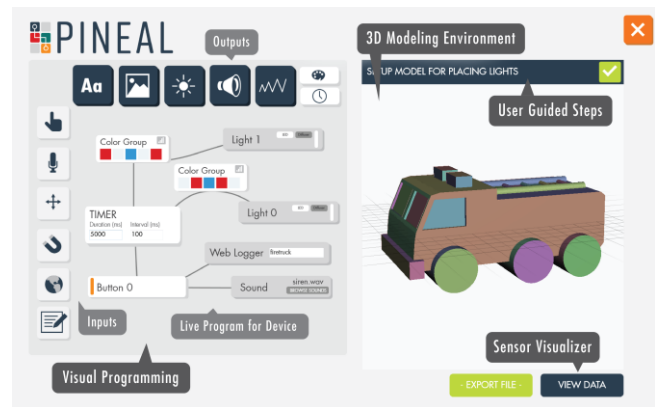 PINEAL
Outputs
3D Modeling Environment
Aa
SETUP MODEL FOR PLACING LIGHTS
User Guided Steps
Color Group
Light 1
Color Group
Light 0
TIMER
Duration (ms) Interval (ms)
5000 100
Web Logger firetruck
Button 0
Sound
siren.wav
BROWSE SOUNDS
Inputs
Live Program for Device
Visual Programming
Sensor Visualizer
- EXPORT FILE -
VIEW DATA